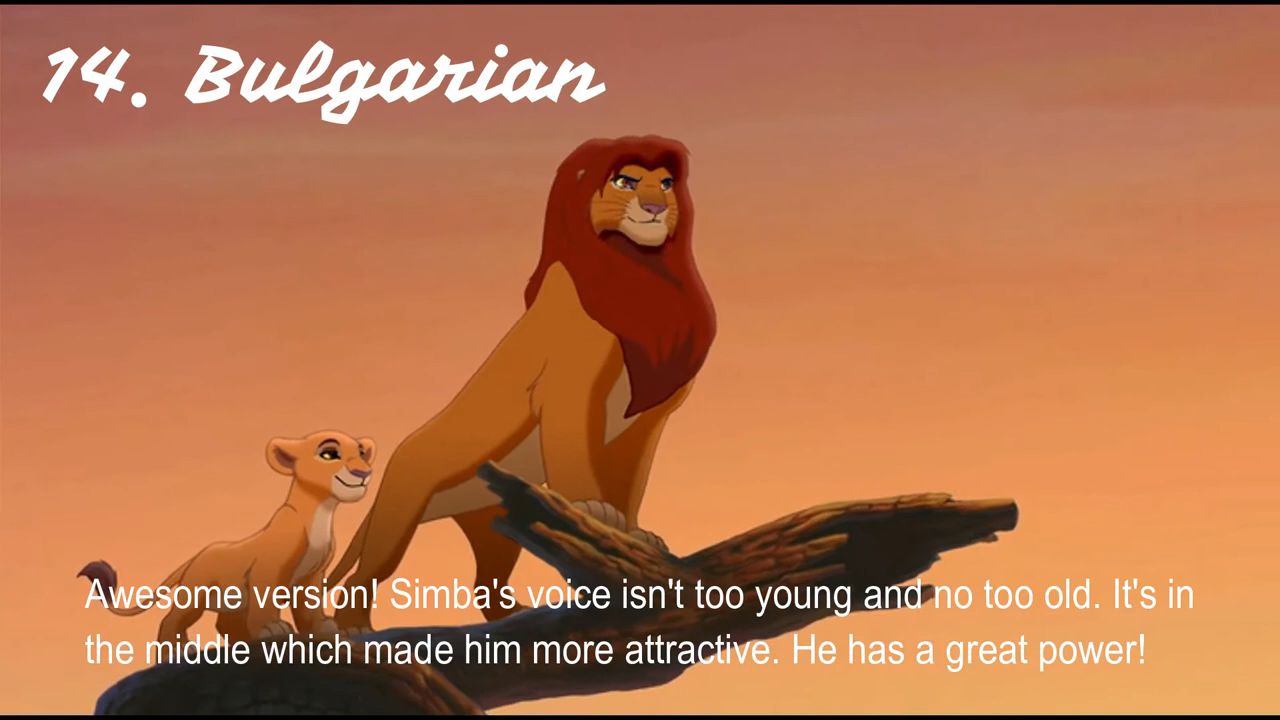 14. Bulgarian
Awesome version! Simba's voice isn't too young and no too old. It's in
the middle which made him more attractive. He has a great power!